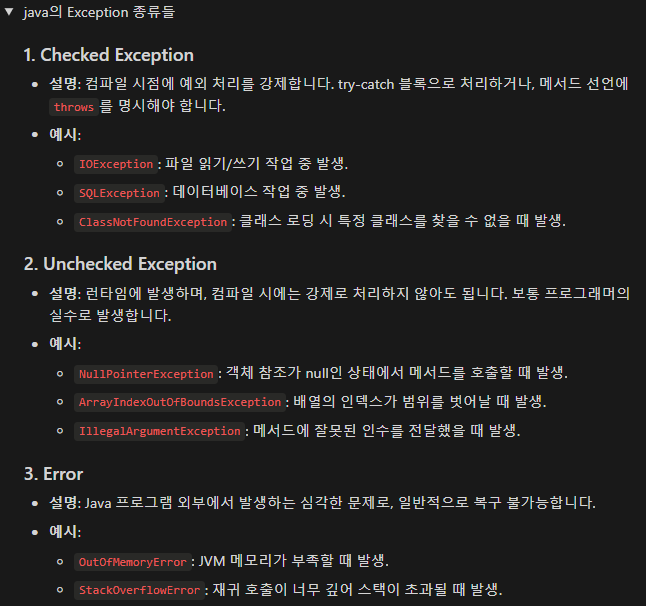 java의 Exception 종류들
1. Checked Exception
설명: 컴파일 시점에 예외 처리를 강제합니다. try-catch 블록으로 처리하거나, 메서드 선언에
throws 를 명시해야 합니다.
예시:
IOException : 파일 읽기/쓰기 작업 중 발생.
SQLException : 데이터베이스 작업 중 발생.
ClassNotFoundException : 클래스 로딩 시 특정 클래스를 찾을 수 없을 때 발생.
2. Unchecked Exception
설명: 런타임에 발생하며, 컴파일 시에는 강제로 처리하지 않아도 됩니다. 보통 프로그래머의
실수로 발생합니다.
예시:
NullPointerException : 객체 참조가 null인 상태에서 메서드를 호출할 때 발생.
ArrayIndexOutOfBoundsException : 배열의 인덱스가 범위를 벗어날 때 발생.
IllegalArgumentException : 메서드에 잘못된 인수를 전달했을 때 발생.
3. Error
설명: Java 프로그램 외부에서 발생하는 심각한 문제로, 일반적으로 복구 불가능합니다.
예시:
OutOfMemoryError : JVM 메모리가 부족할 때 발생.
StackOverflowError : 재귀 호출이 너무 깊어 스택이 초과될 때 발생.